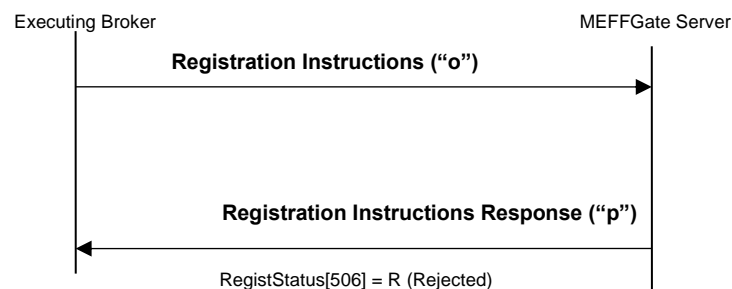 Executing Broker
MEFFGate Server
Registration Instructions (“o”)
Registration Instructions Response (“p”)
RegistStatus[506] = R (Rejected)